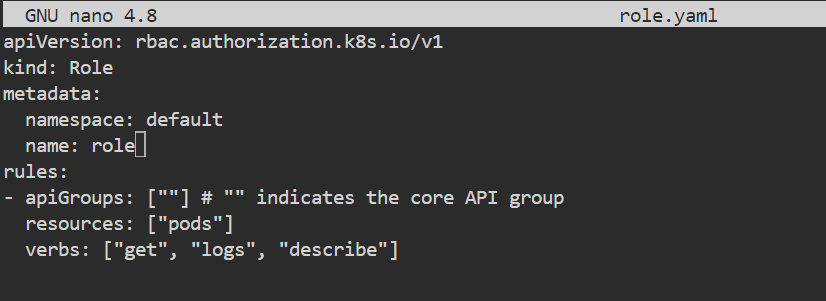 GNU nano 4.8 role.yaml
apiVersion: rbac.authorization.k8s.io/v1
kind: Role
metadata:
  namespace: default
  name: role
rules:
- apiGroups: [""] # "" indicates the core API group
  resources: ["pods"]
  verbs: ["get", "logs", "describe"]